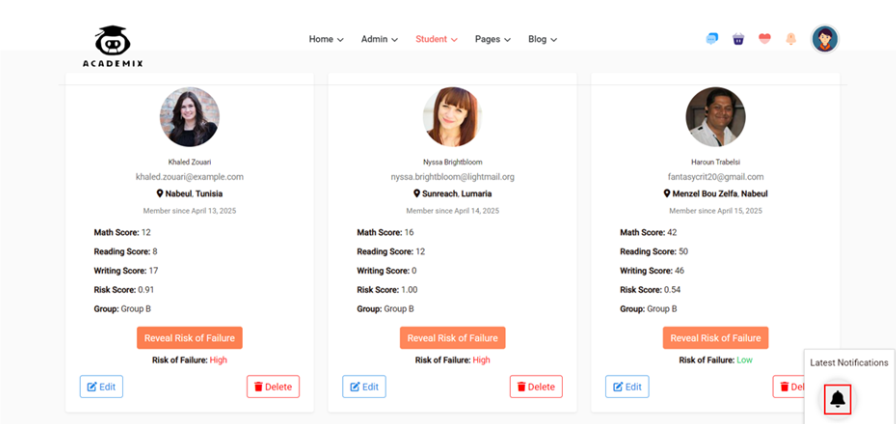 Home Admin Student Pages Blog
ACADEMIX
Khaled Zouari
khaled.zouari@example.com
Nabeul, Tunisia
Member since April 13, 2025
Math Score: 12
Reading Score: 8
Writing Score: 17
Risk Score: 0.91
Group: Group B
Reveal Risk of Failure
Risk of Failure: High
Edit Delete
Nyssa Brightbloom
nyssa.brightbloom@lightmail.org
Sunreach, Lumaria
Member since April 14, 2025
Math Score: 16
Reading Score: 12
Writing Score: 0
Risk Score: 1.00
Group: Group B
Reveal Risk of Failure
Risk of Failure: High
Edit Delete
Haroun Trabelsi
fantasycrit20@gmail.com
Menzel Bou Zelfa, Nabeul
Member since April 15, 2025
Math Score: 42
Reading Score: 50
Writing Score: 46
Risk Score: 0.54
Group: Group B
Reveal Risk of Failure
Risk of Failure: Low
Edit Del
Latest Notifications